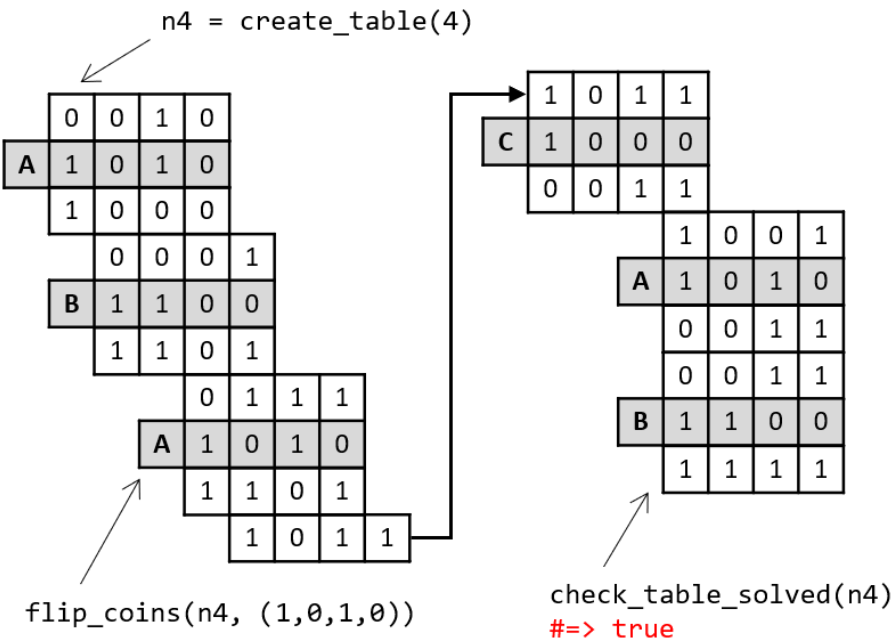 n4 = create_table(4)
0 0 1 0
A 1 0 1 0
1 0 0 0
0 0 0 1
B 1 1 0 0
1 1 0 1
0 1 1 1
A 1 0 1 0
1 1 0 1
1 0 1 1
flip_coins(n4, (1,0,1,0))
1 0 1 1
C 1 0 0 0
0 0 1 1
1 0 0 1
A 1 0 1 0
0 0 1 1
0 0 1 1
B 1 1 0 0
1 1 1 1
check_table_solved(n4)
#=> true